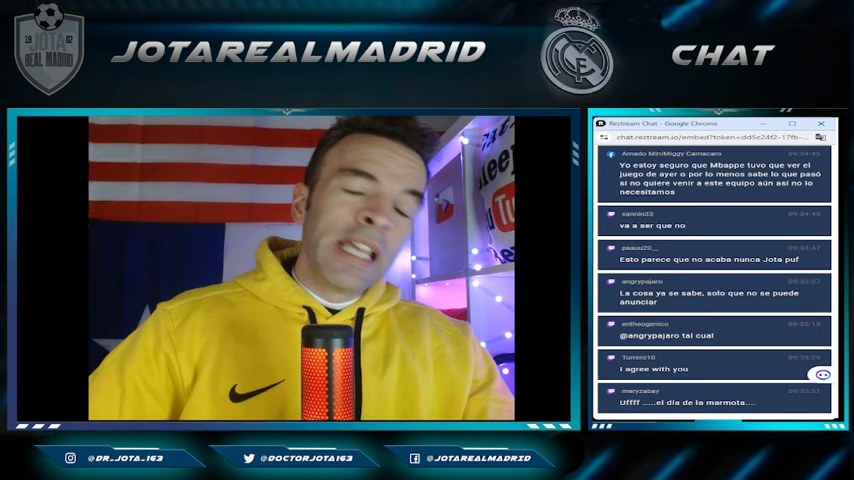 19 02
JOTA
REAL MADRID
JOTAREALMADRID
CHAT
Restream Chat - Google Chrome
chat.restream.io/embed?token=dd5c24f2-17fb-...
Amado MiniMiggy Camacaro 09:34:45
Yo estoy seguro que Mbappe tuvo que ver el
juego de ayer o por lo menos sabe lo que pasó
si no quiere venir a este equipo aún asi no lo
necesitamos
xannin33 09:34:45
va a ser que no
paauu20__ 09:34:47
Esto parece que no acaba nunca Jota puf
angrypajaro 09:35:07
La cosa ya se sabe, solo que no se puede
anunciar
entheogenico 09:35:19
@angrypajaro tal cual
Turrero10 09:35:29
I agree with you
meryzabay 09:35:31
Uffff .....el día de la marmota....
@DR_JOTA_163
@DOCTORJOTA163
@JOTAREALMADRID